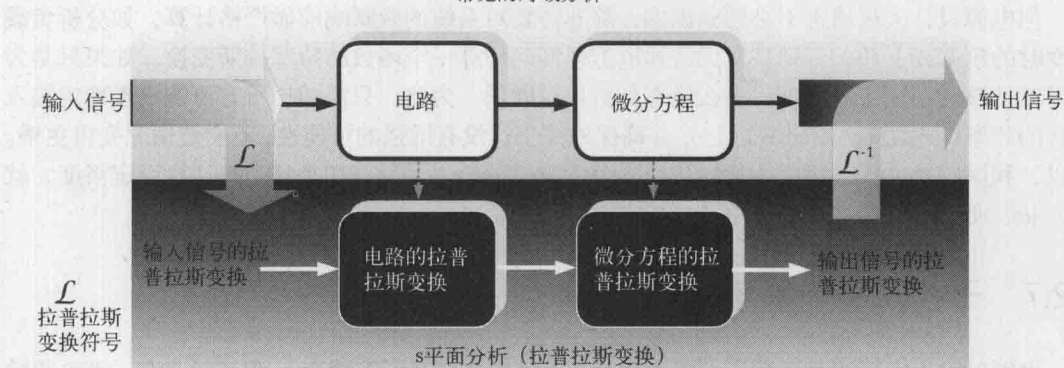 输入信号
电路
微分方程
输出信号
ℒ
ℒ⁻¹
输入信号的拉
普拉斯变换
电路的拉普
拉斯变换
微分方程的拉
普拉斯变换
输出信号的拉
普拉斯变换
ℒ
拉普拉斯
变换符号
s平面分析（拉普拉斯变换）